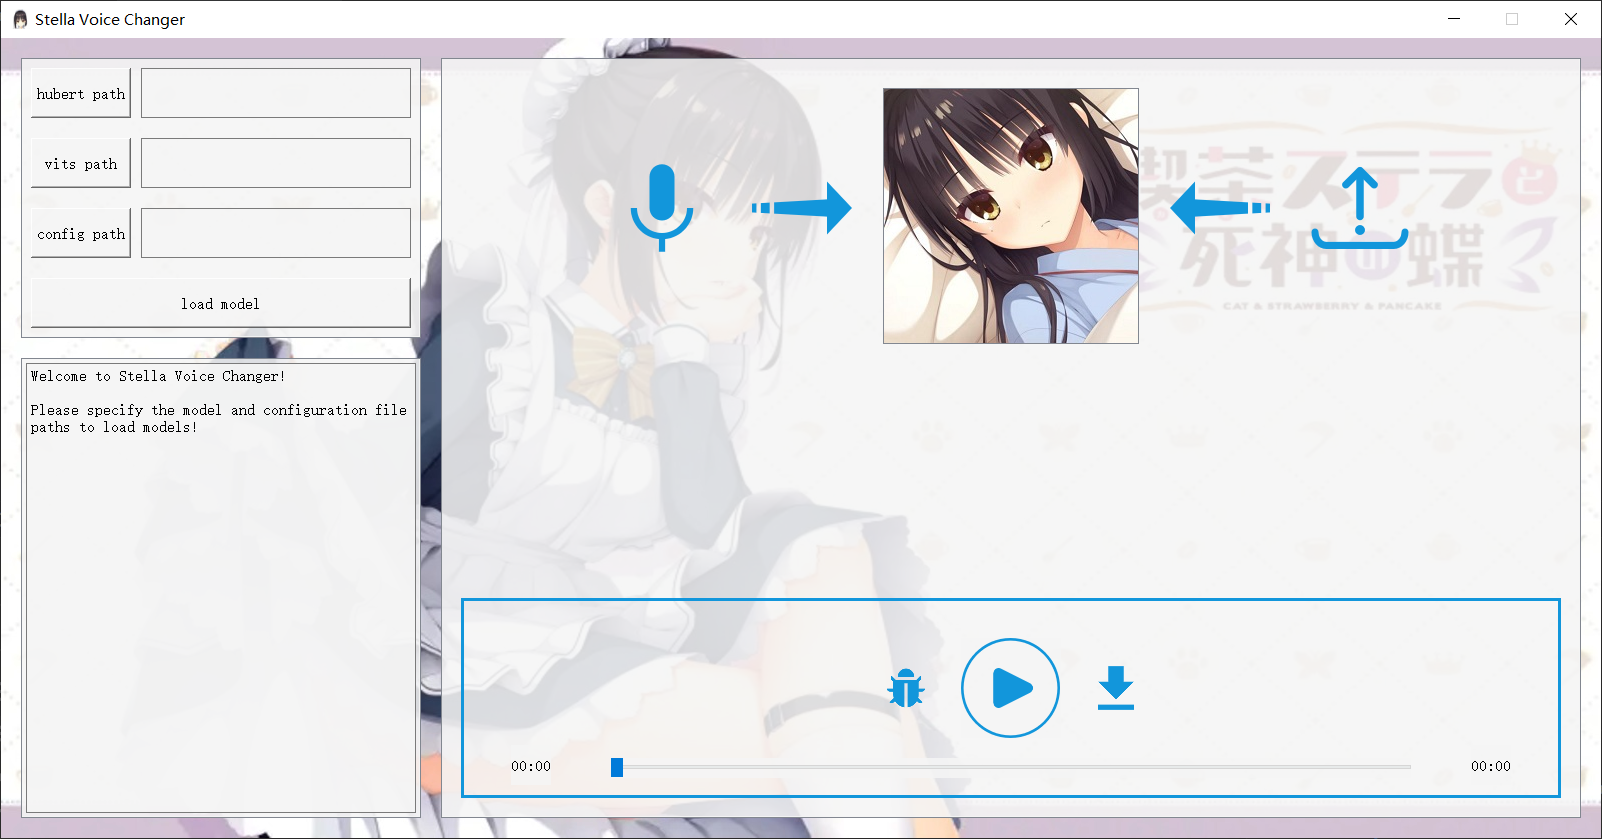 Stella Voice Changer
hubert path
vits path
config path
load model
Welcome to Stella Voice Changer!
Please specify the model and configuration file
paths to load models!
喫茶ステラと
死神の蝶
CAT & STRAWBERRY & PANCAKE
00:00
00:00